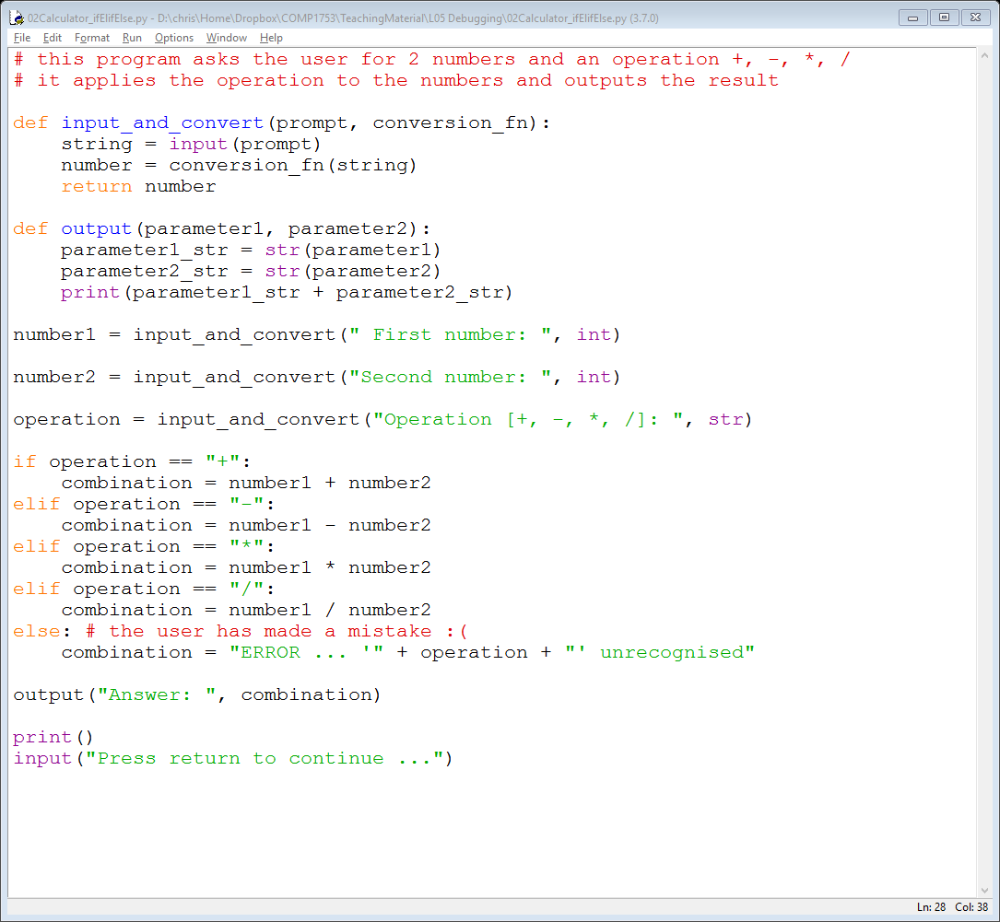 02Calculator_ifElifElse.py - D:\chris\Home\Dropbox\COMP1753\TeachingMaterial\L05 Debugging\02Calculator_ifElifElse.py (3.7.0)
File Edit Format Run Options Window Help
# this program asks the user for 2 numbers and an operation +, -, *, /
# it applies the operation to the numbers and outputs the result

def input_and_convert(prompt, conversion_fn):
    string = input(prompt)
    number = conversion_fn(string)
    return number

def output(parameter1, parameter2):
    parameter1_str = str(parameter1)
    parameter2_str = str(parameter2)
    print(parameter1_str + parameter2_str)

number1 = input_and_convert(" First number: ", int)

number2 = input_and_convert("Second number: ", int)

operation = input_and_convert("Operation [+, -, *, /]: ", str)

if operation == "+":
    combination = number1 + number2
elif operation == "-":
    combination = number1 - number2
elif operation == "*":
    combination = number1 * number2
elif operation == "/":
    combination = number1 / number2
else: # the user has made a mistake :(
    combination = "ERROR ... '" + operation + "' unrecognised"

output("Answer: ", combination)

print()
input("Press return to continue ...")
Ln: 28 Col: 38